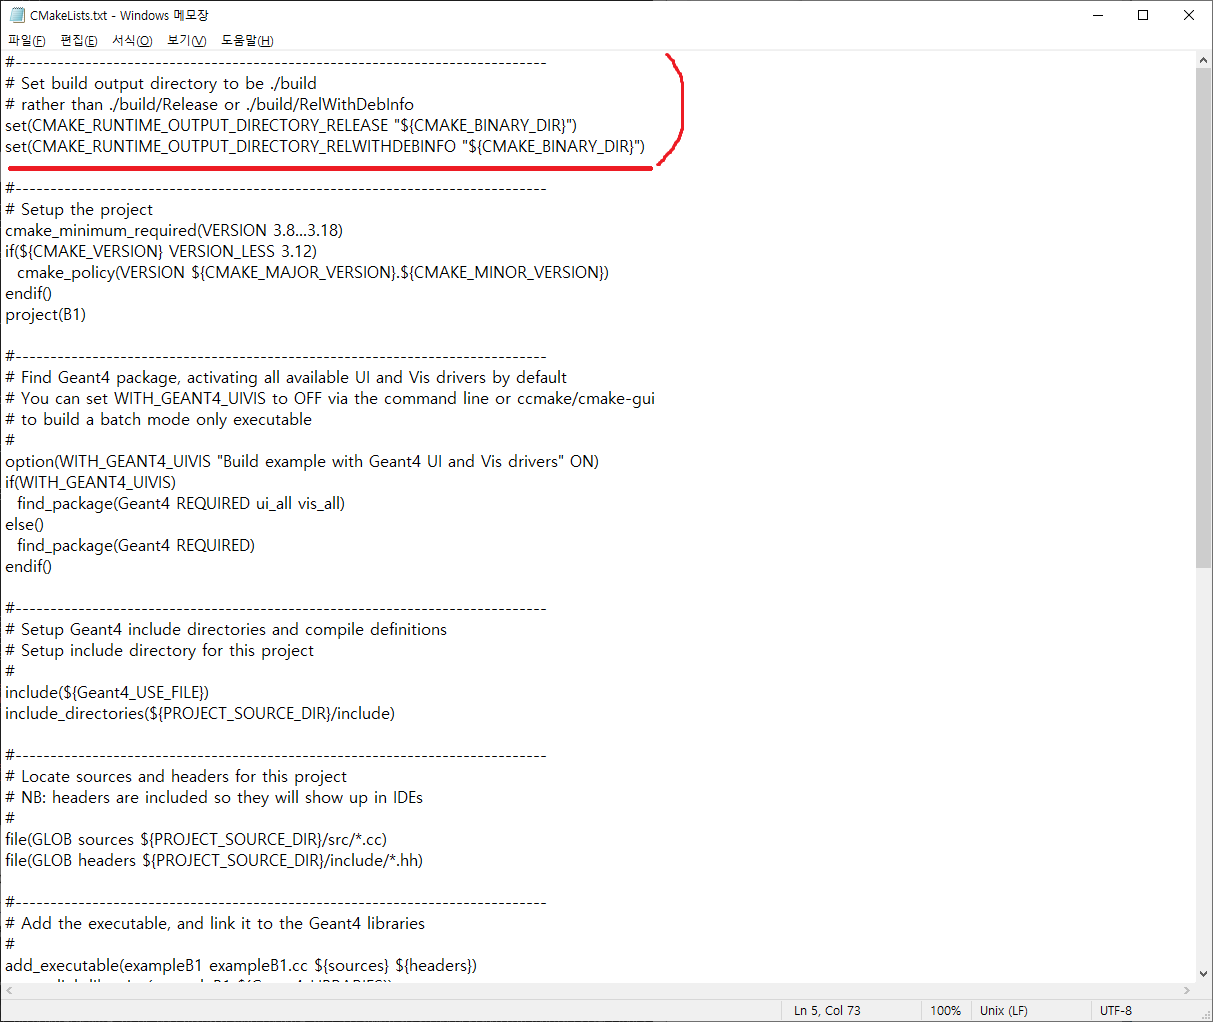 CMakeLists.txt - Windows 메모장
파일(F) 편집(E) 서식(O) 보기(V) 도움말(H)
#----------------------------------------------------------------------------
# Set build output directory to be ./build
# rather than ./build/Release or ./build/RelWithDebInfo
set(CMAKE_RUNTIME_OUTPUT_DIRECTORY_RELEASE "${CMAKE_BINARY_DIR}")
set(CMAKE_RUNTIME_OUTPUT_DIRECTORY_RELWITHDEBINFO "${CMAKE_BINARY_DIR}")
#----------------------------------------------------------------------------
# Setup the project
cmake_minimum_required(VERSION 3.8...3.18)
if(${CMAKE_VERSION} VERSION_LESS 3.12)
cmake_policy(VERSION ${CMAKE_MAJOR_VERSION}.${CMAKE_MINOR_VERSION})
endif()
project(B1)
#----------------------------------------------------------------------------
# Find Geant4 package, activating all available UI and Vis drivers by default
# You can set WITH_GEANT4_UIVIS to OFF via the command line or ccmake/cmake-gui
# to build a batch mode only executable
#
option(WITH_GEANT4_UIVIS "Build example with Geant4 UI and Vis drivers" ON)
if(WITH_GEANT4_UIVIS)
find_package(Geant4 REQUIRED ui_all vis_all)
else()
find_package(Geant4 REQUIRED)
endif()
#----------------------------------------------------------------------------
# Setup Geant4 include directories and compile definitions
# Setup include directory for this project
#
include(${Geant4_USE_FILE})
include_directories(${PROJECT_SOURCE_DIR}/include)
#----------------------------------------------------------------------------
# Locate sources and headers for this project
# NB: headers are included so they will show up in IDEs
#
file(GLOB sources ${PROJECT_SOURCE_DIR}/src/*.cc)
file(GLOB headers ${PROJECT_SOURCE_DIR}/include/*.hh)
#----------------------------------------------------------------------------
# Add the executable, and link it to the Geant4 libraries
#
add_executable(exampleB1 exampleB1.cc ${sources} ${headers})
Ln 5, Col 73 100% Unix (LF) UTF-8